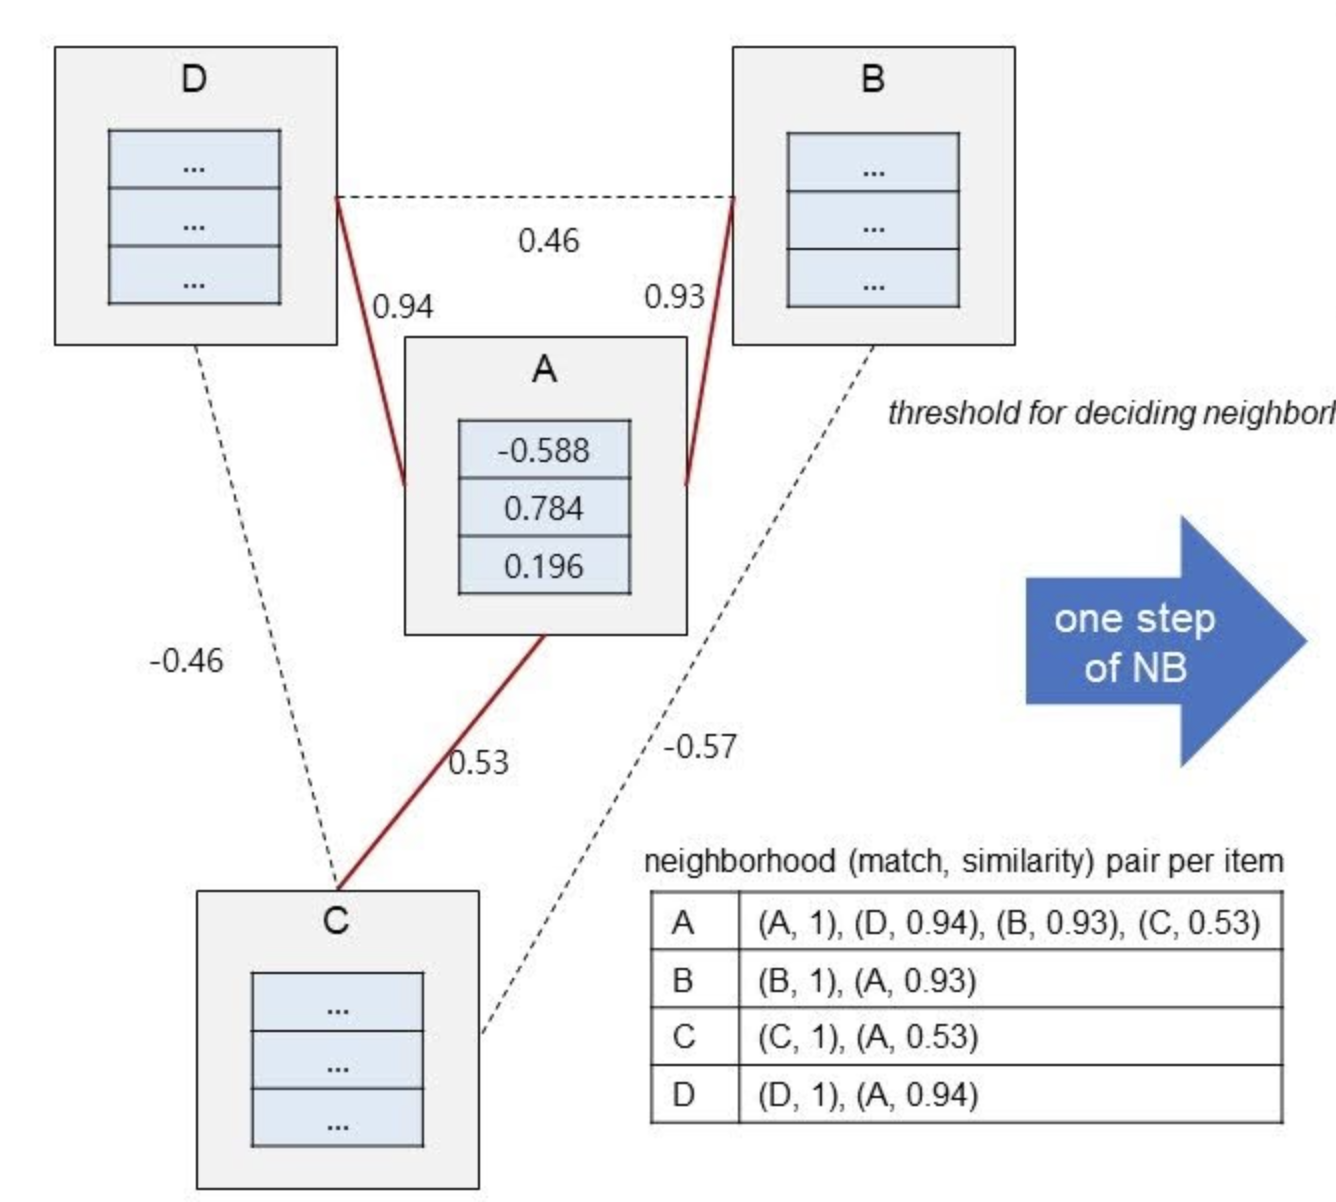 D
B
...
...
...
...
...
...
0.46
0.94
0.93
A
-0.588
0.784
0.196
threshold for deciding
one step
of NB
-0.46
0.53
-0.57
C
...
...
...
neighborhood (match, similarity) pair per item
A (A, 1), (D, 0.94), (B, 0.93), (C, 0.53)
B (B, 1), (A, 0.93)
C (C, 1), (A, 0.53)
D (D, 1), (A, 0.94)